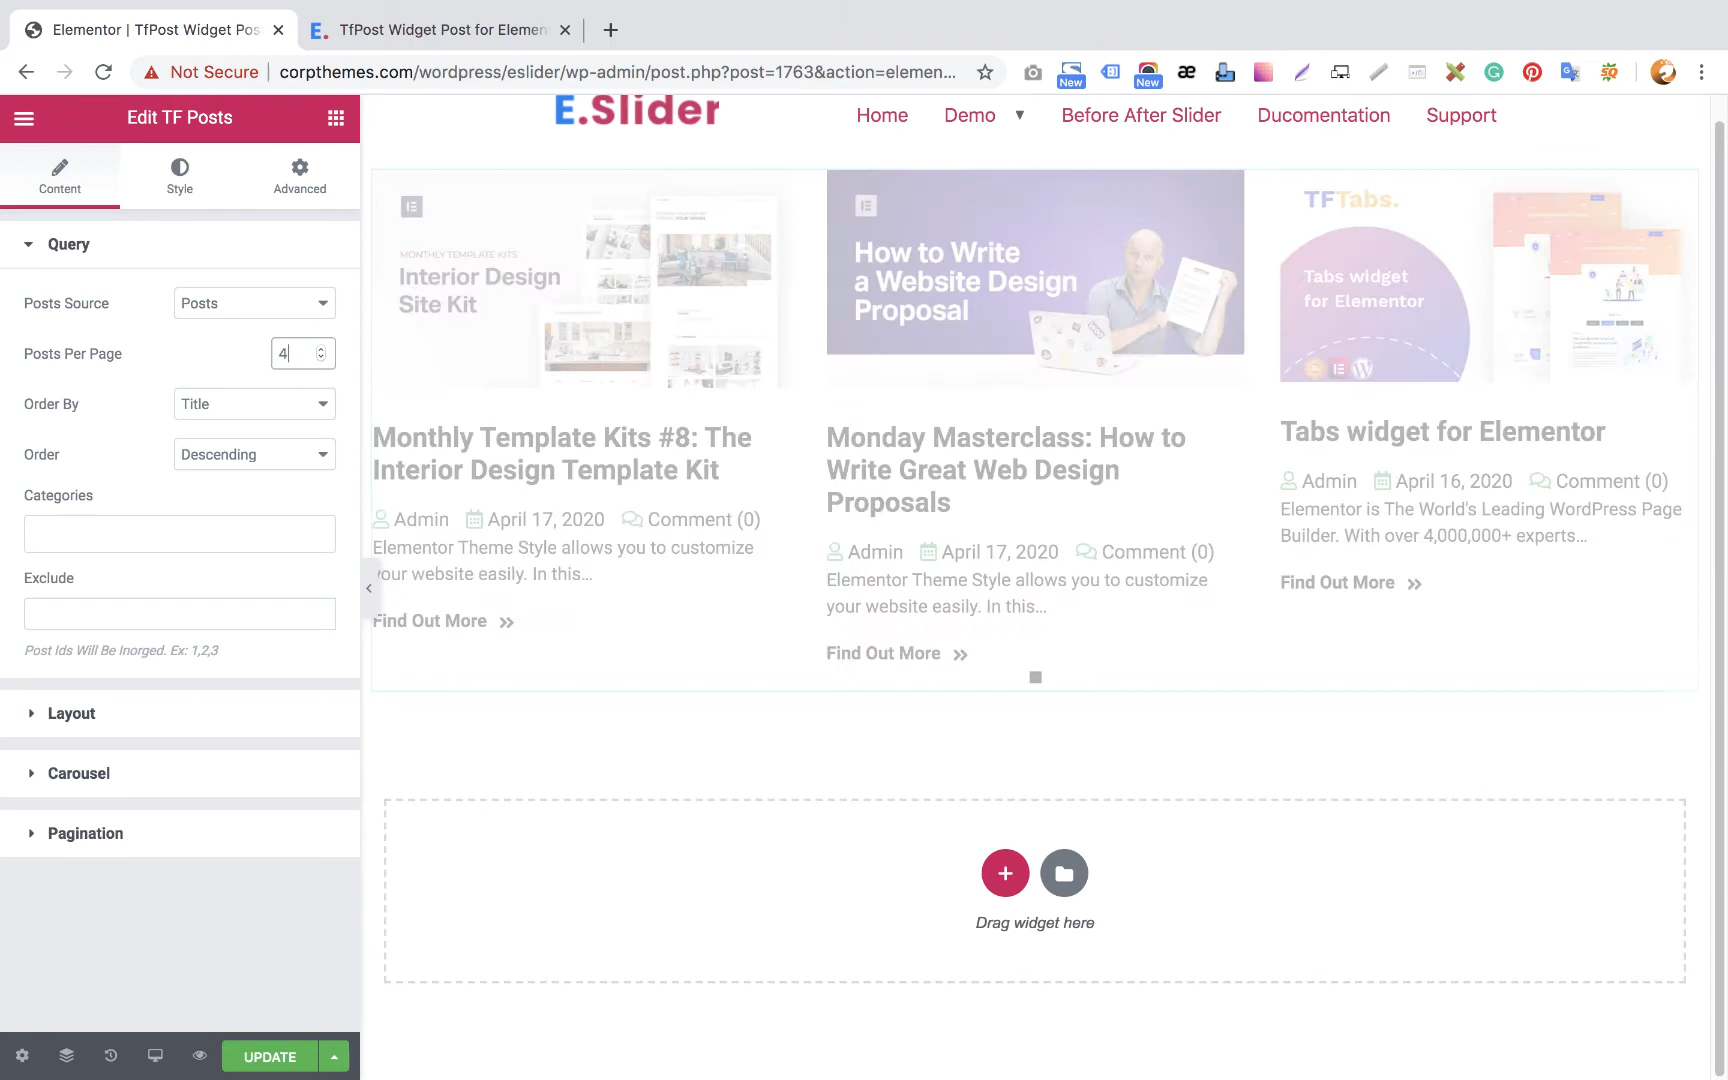 Elementor | TfPost Widget Pos
E. TfPost Widget Post for Elemen
Not Secure | corpthemes.com/wordpress/eslider/wp-admin/post.php?post=1763&action=elemen...
New
New
Edit TF Posts
Content
Style
Advanced
Query
Posts Source
Posts
Posts Per Page
4
Order By
Title
Order
Descending
Categories
Exclude
Post Ids Will Be Inorged. Ex: 1,2,3
Layout
Carousel
Pagination
UPDATE
E.Slider
Home
Demo
Before After Slider
Ducomentation
Support
MONTHLY TEMPLATE KITS
Interior Design
Site Kit
Monthly Template Kits #8: The
Interior Design Template Kit
Admin April 17, 2020 Comment (0)
Elementor Theme Style allows you to customize
your website easily. In this...
Find Out More »
How to Write
a Website Design
Proposal
Monday Masterclass: How to
Write Great Web Design
Proposals
Admin April 17, 2020 Comment (0)
Elementor Theme Style allows you to customize
your website easily. In this...
Find Out More »
TFTabs.
Tabs widget
for Elementor
Tabs widget for Elementor
Admin April 16, 2020 Comment (0)
Elementor is The World's Leading WordPress Page
Builder. With over 4,000,000+ experts...
Find Out More »
Drag widget here